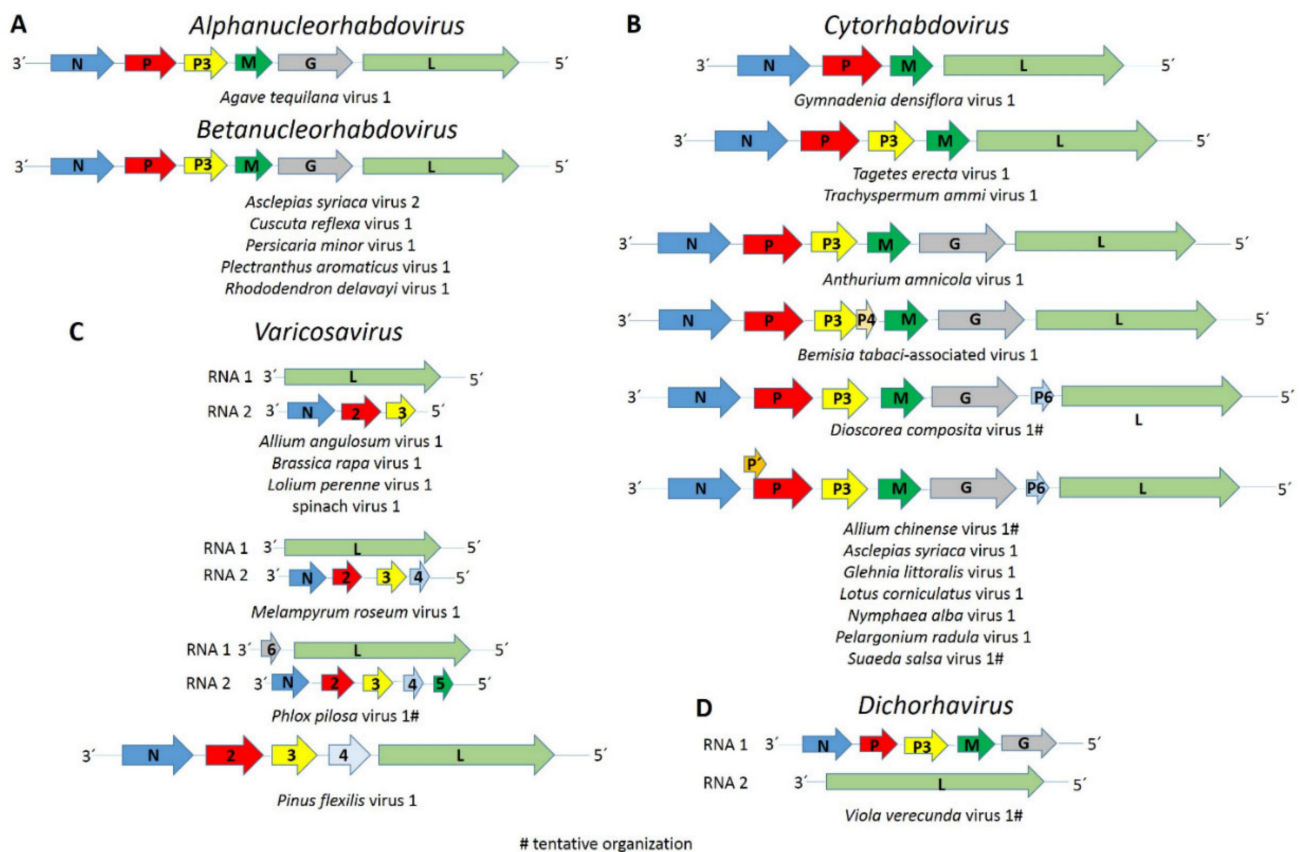 A
Alphanucleorhabdovirus
3´ N P P3 M G L 5´
Agave tequilana virus 1
Betanucleorhabdovirus
3´ N P P3 M G L 5´
Asclepias syriaca virus 2
Cuscuta reflexa virus 1
Persicaria minor virus 1
Plectranthus aromaticus virus 1
Rhododendron delavayi virus 1
B
Cytorhabdovirus
3´ N P M L 5´
Gymnadenia densiflora virus 1
3´ N P P3 M L 5´
Tagetes erecta virus 1
Trachyspermum ammi virus 1
3´ N P P3 M G L 5´
Anthurium amnicola virus 1
3´ N P P3 P4 M G L 5´
Bemisia tabaci-associated virus 1
3´ N P P3 M G P6 5´
L
Dioscorea composita virus 1#
P´
3´ N P P3 M G P6 L 5´
Allium chinense virus 1#
Asclepias syriaca virus 1
Glehnia littoralis virus 1
Lotus corniculatus virus 1
Nymphaea alba virus 1
Pelargonium radula virus 1
Suaeda salsa virus 1#
C
Varicosavirus
RNA 1 3´ L 5´
RNA 2 3´ N 2 3 5´
Allium angulosum virus 1
Brassica rapa virus 1
Lolium perenne virus 1
spinach virus 1
RNA 1 3´ L 5´
RNA 2 3´ N 2 3 4 5´
Melampyrum roseum virus 1
RNA 1 3´ 6 L 5´
RNA 2 3´ N 2 3 4 5 5´
Phlox pilosa virus 1#
3´ N 2 3 4 L 5´
Pinus flexilis virus 1
D
Dichorhavirus
RNA 1 3´ N P P3 M G 5´
RNA 2 3´ L 5´
Viola verecunda virus 1#
# tentative organization